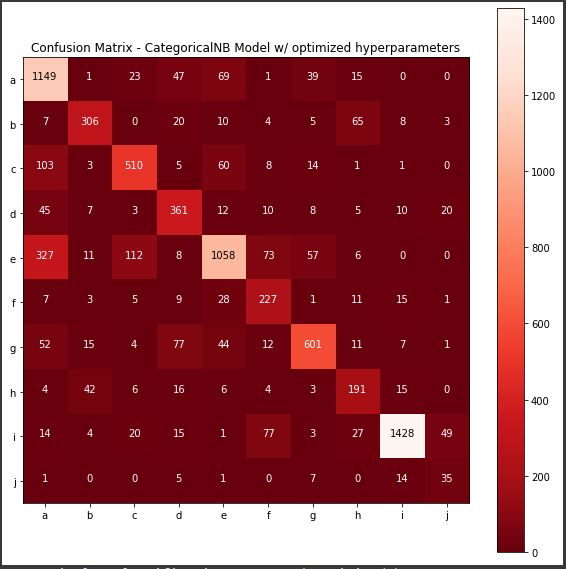 Confusion Matrix - CategoricalNB Model w/ optimized hyperparameters
a 1149 1 23 47 69 1 39 15 0 0
b 7 306 0 20 10 4 5 65 8 3
c 103 3 510 5 60 8 14 1 1 0
d 45 7 3 361 12 10 8 5 10 20
e 327 11 112 8 1058 73 57 6 0 0
f 7 3 5 9 28 227 1 11 15 1
g 52 15 4 77 44 12 601 11 7 1
h 4 42 6 16 6 4 3 191 15 0
i 14 4 20 15 1 77 3 27 1428 49
j 1 0 0 5 1 0 7 0 14 35
a b c d e f g h i j
1400
1200
1000
800
600
400
200
0